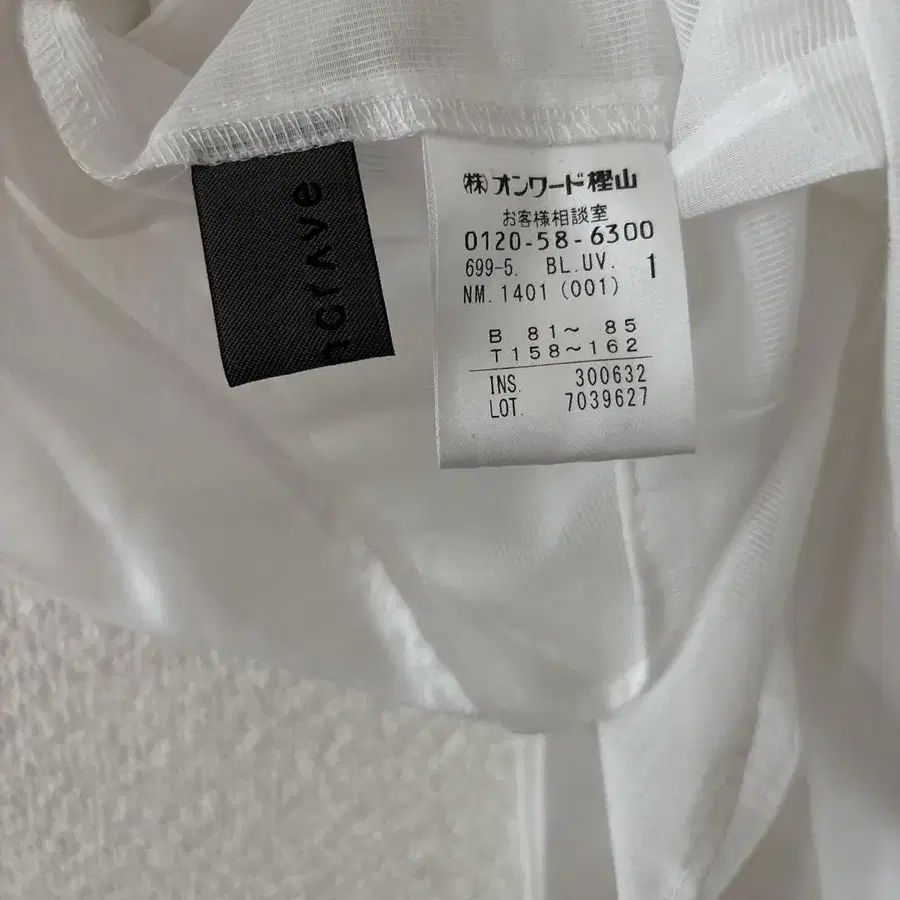 ngrave
㈱オンワード樫山
お客様相談室
0120-58-6300
699-5. BL.UV. 1
NM.1401 (001)
B 81～ 85
T158～162
INS. 300632
LOT. 7039627